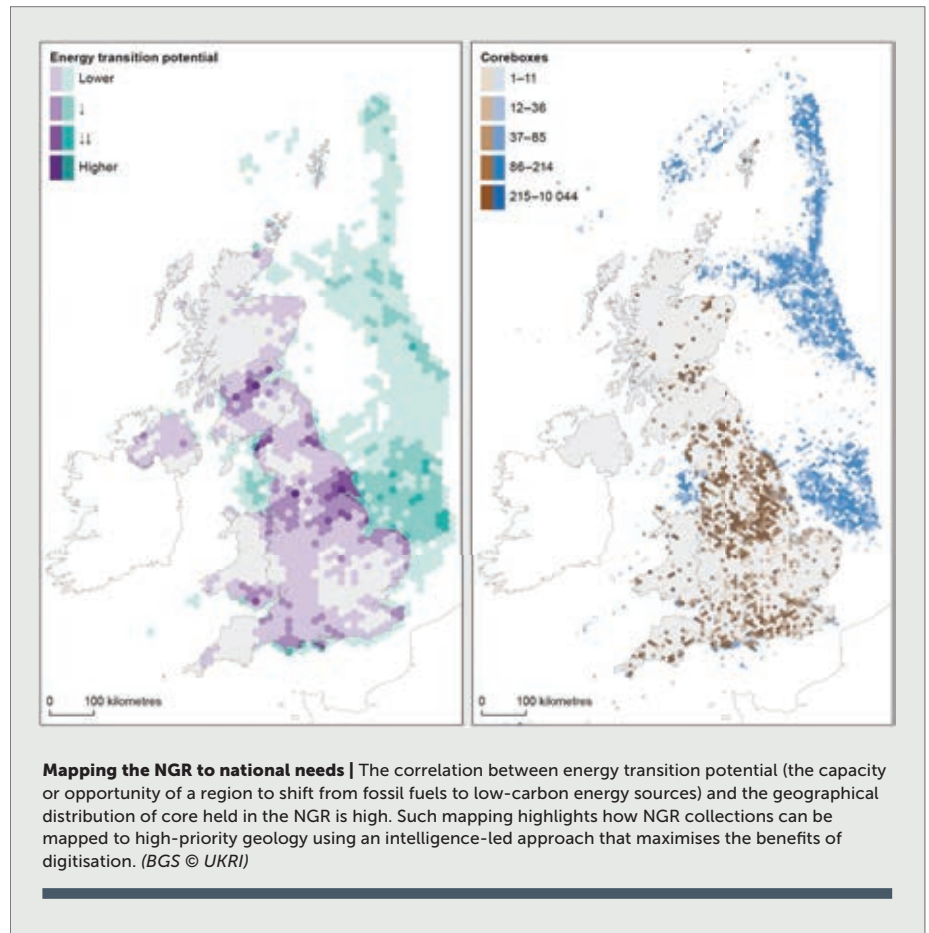 Energy transition potential
Lower
↓
↓↓
Higher
0 100 kilometres
Coreboxes
1–11
12–36
37–85
86–214
215–10 044
0 100 kilometres
Mapping the NGR to national needs | The correlation between energy transition potential (the capacity
or opportunity of a region to shift from fossil fuels to low-carbon energy sources) and the geographical
distribution of core held in the NGR is high. Such mapping highlights how NGR collections can be
mapped to high-priority geology using an intelligence-led approach that maximises the benefits of
digitisation. (BGS © UKRI)